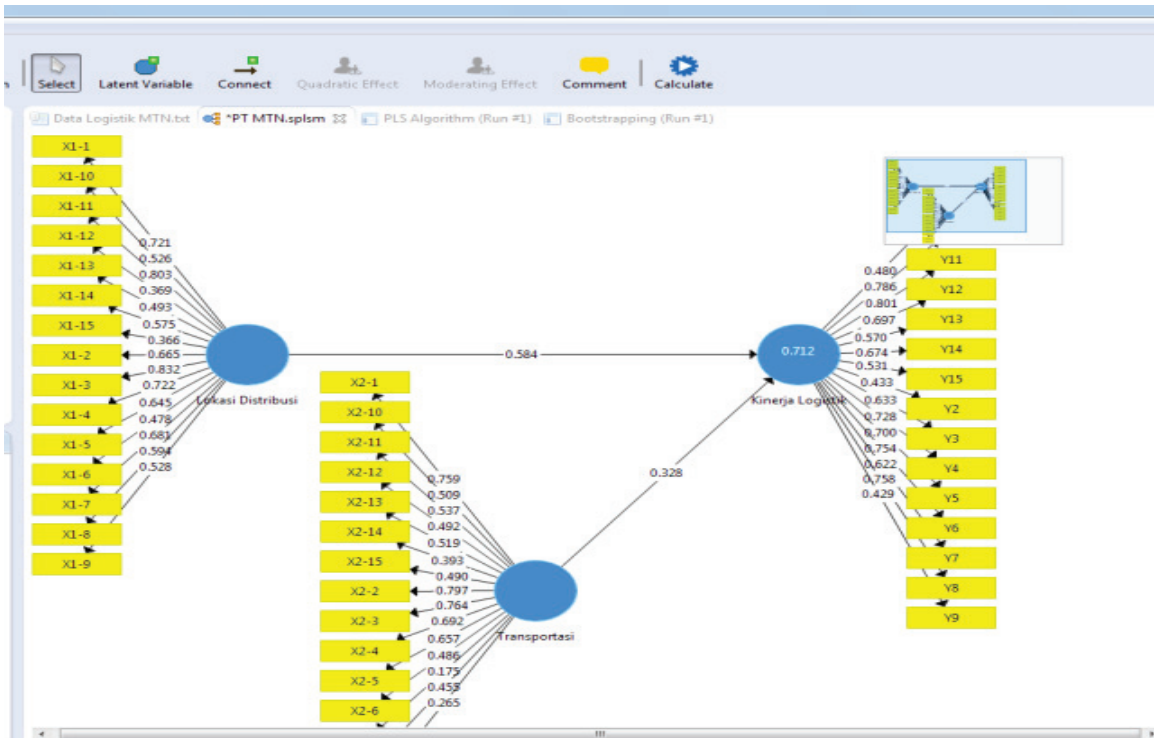 Select Latent Variable Connect Quadratic Effect Moderating Effect Comment Calculate
Data Logistik MTN.txt *PT MTN.splsm PLS Algorithm (Run #1) Bootstrapping (Run #1)
X1-1
X1-10
X1-11
X1-12
X1-13
X1-14
X1-15
X1-2
X1-3
X1-4
X1-5
X1-6
X1-7
X1-8
X1-9
0.721
0.526
0.803
0.369
0.493
0.575
0.366
0.665
0.832
0.722
0.645
0.478
0.681
0.594
0.528
Lokasi Distribusi
0.584
X2-1
X2-10
X2-11
X2-12
X2-13
X2-14
X2-15
X2-2
X2-3
X2-4
X2-5
X2-6
0.759
0.509
0.537
0.492
0.519
0.393
0.490
0.797
0.764
0.692
0.657
0.486
0.175
0.455
0.265
Transportasi
0.328
0.712
Kinerja Logistik
0.480
0.786
0.801
0.697
0.570
0.674
0.531
0.433
0.633
0.728
0.700
0.754
0.622
0.758
0.429
Y11
Y12
Y13
Y14
Y15
Y2
Y3
Y4
Y5
Y6
Y7
Y8
Y9